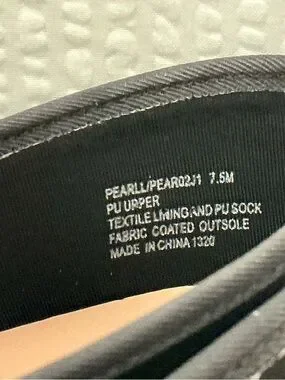 PEARLL/PEAR02J1 7.5M
PU UPPER
TEXTILE LINING AND PU SOCK
FABRIC COATED OUTSOLE
MADE IN CHINA 1320